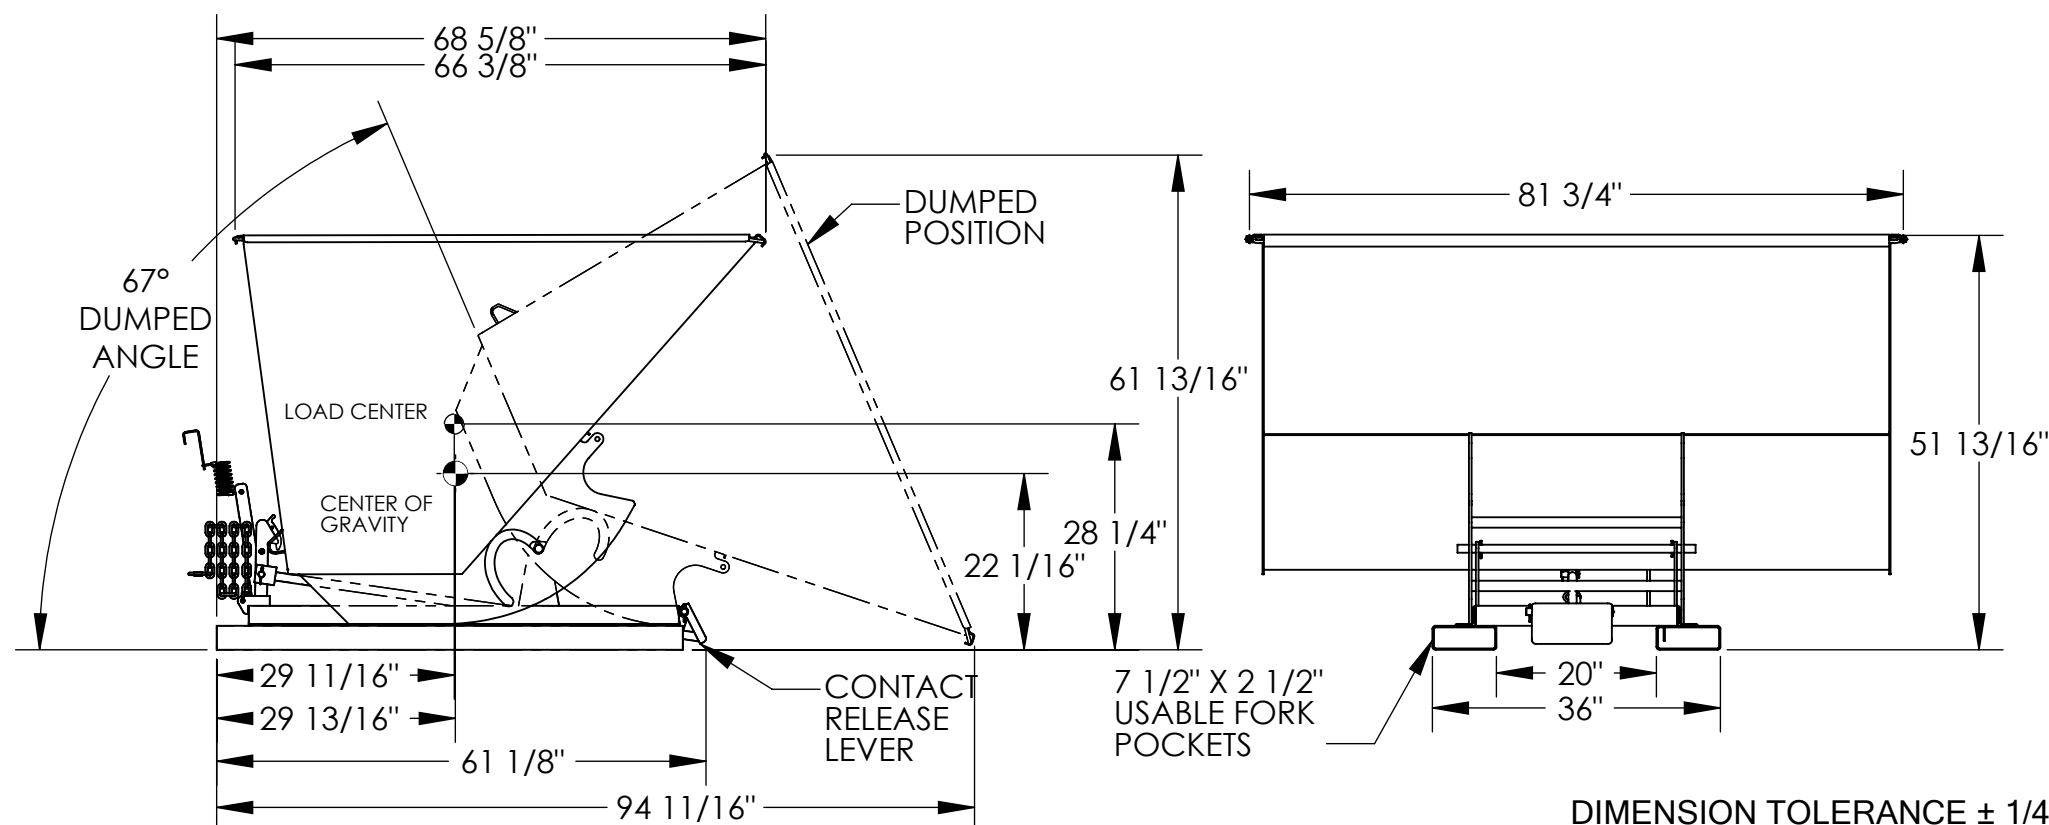 68 5/8"
66 3/8"
DUMPED
POSITION
81 3/4"
67°
DUMPED
ANGLE
61 13/16"
LOAD CENTER
51 13/16"
CENTER OF
GRAVITY
28 1/4"
22 1/16"
29 11/16"
29 13/16"
CONTACT
RELEASE
LEVER
61 1/8"
94 11/16"
7 1/2" X 2 1/2"
USABLE FORK
POCKETS
20"
36"
DIMENSION TOLERANCE ± 1/4